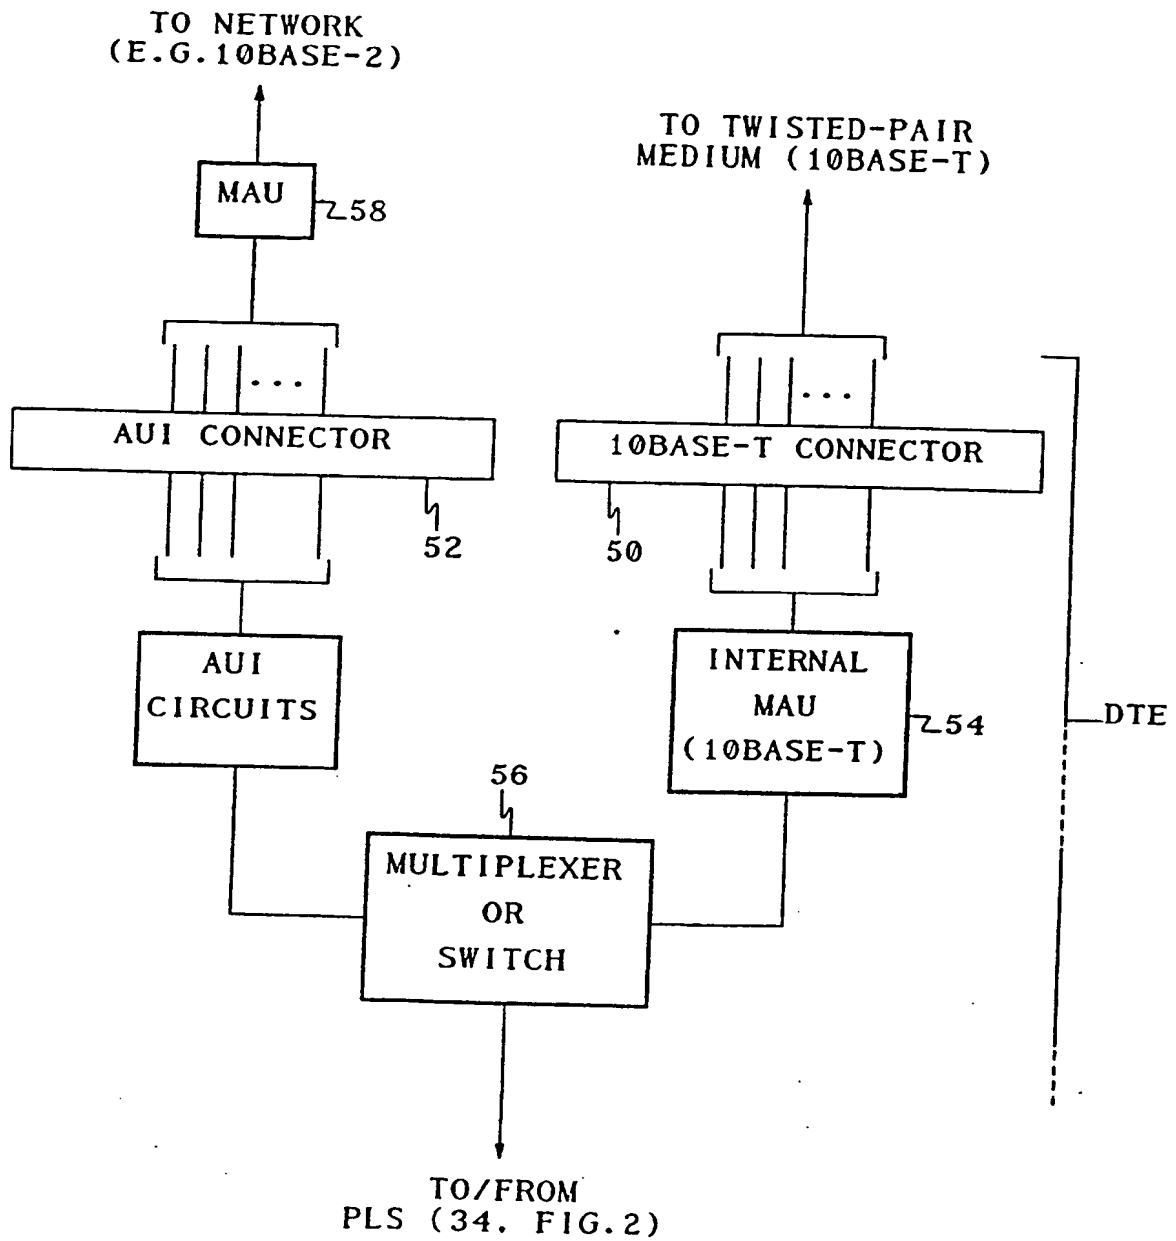 TO NETWORK
(E.G.10BASE-2)
TO TWISTED-PAIR
MEDIUM (10BASE-T)
MAU
58
AUI CONNECTOR
10BASE-T CONNECTOR
52
50
AUI
CIRCUITS
INTERNAL
MAU
(10BASE-T)
54
DTE
56
MULTIPLEXER
OR
SWITCH
TO/FROM
PLS (34. FIG.2)